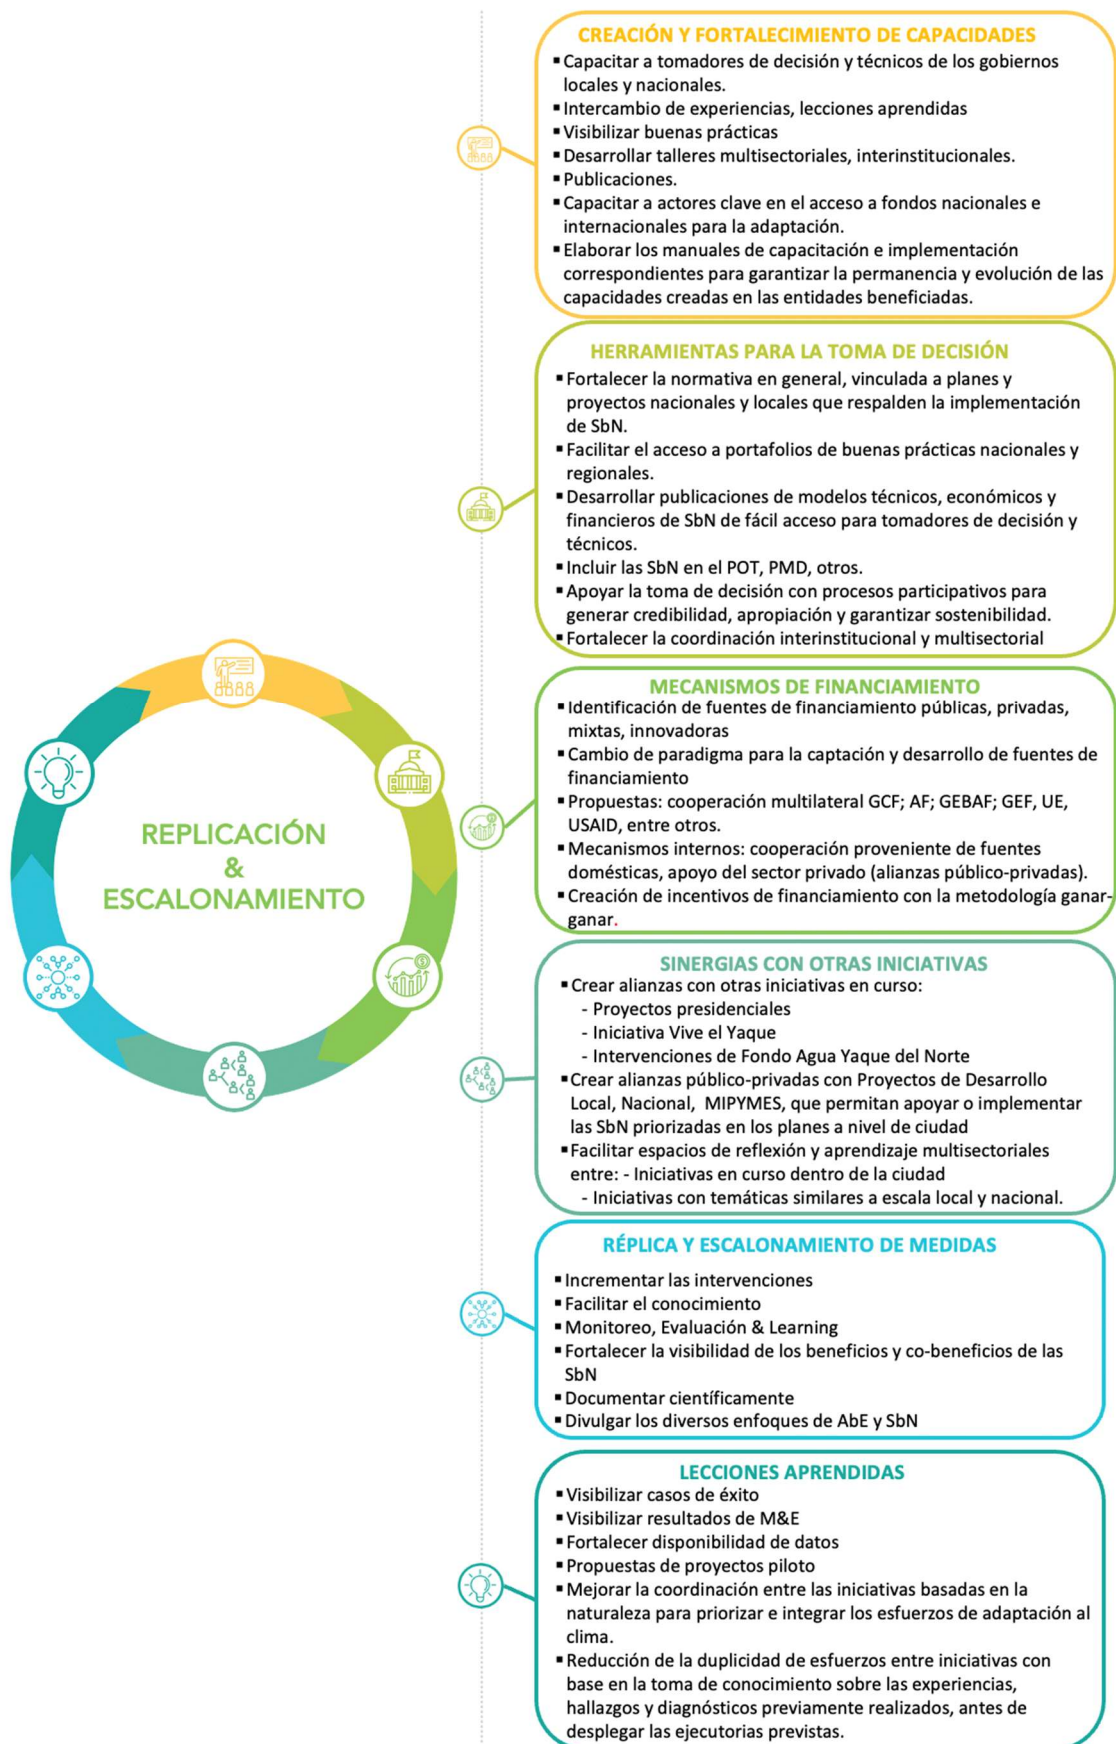 CREACIÓN Y FORTALECIMIENTO DE CAPACIDADES
▪ Capacitar a tomadores de decisión y técnicos de los gobiernos
locales y nacionales.
▪ Intercambio de experiencias, lecciones aprendidas
▪ Visibilizar buenas prácticas
▪ Desarrollar talleres multisectoriales, interinstitucionales.
▪ Publicaciones.
▪ Capacitar a actores clave en el acceso a fondos nacionales e
internacionales para la adaptación.
▪ Elaborar los manuales de capacitación e implementación
correspondientes para garantizar la permanencia y evolución de las
capacidades creadas en las entidades beneficiadas.
HERRAMIENTAS PARA LA TOMA DE DECISIÓN
▪ Fortalecer la normativa en general, vinculada a planes y
proyectos nacionales y locales que respalden la implementación
de SbN.
▪ Facilitar el acceso a portafolios de buenas prácticas nacionales y
regionales.
▪ Desarrollar publicaciones de modelos técnicos, económicos y
financieros de SbN de fácil acceso para tomadores de decisión y
técnicos.
▪ Incluir las SbN en el POT, PMD, otros.
▪ Apoyar la toma de decisión con procesos participativos para
generar credibilidad, apropiación y garantizar sostenibilidad.
▪ Fortalecer la coordinación interinstitucional y multisectorial
REPLICACIÓN
&
ESCALONAMIENTO
MECANISMOS DE FINANCIAMIENTO
▪ Identificación de fuentes de financiamiento públicas, privadas,
mixtas, innovadoras
▪ Cambio de paradigma para la captación y desarrollo de fuentes de
financiamiento
▪ Propuestas: cooperación multilateral GCF; AF; GEBAF; GEF, UE,
USAID, entre otros.
▪ Mecanismos internos: cooperación proveniente de fuentes
domésticas, apoyo del sector privado (alianzas público-privadas).
▪ Creación de incentivos de financiamiento con la metodología ganar-
ganar.
SINERGIAS CON OTRAS INICIATIVAS
▪ Crear alianzas con otras iniciativas en curso:
- Proyectos presidenciales
- Iniciativa Vive el Yaque
- Intervenciones de Fondo Agua Yaque del Norte
▪ Crear alianzas público-privadas con Proyectos de Desarrollo
Local, Nacional, MIPYMES, que permitan apoyar o implementar
las SbN priorizadas en los planes a nivel de ciudad
▪ Facilitar espacios de reflexión y aprendizaje multisectoriales
entre: - Iniciativas en curso dentro de la ciudad
- Iniciativas con temáticas similares a escala local y nacional.
RÉPLICA Y ESCALONAMIENTO DE MEDIDAS
▪ Incrementar las intervenciones
▪ Facilitar el conocimiento
▪ Monitoreo, Evaluación & Learning
▪ Fortalecer la visibilidad de los beneficios y co-beneficios de las
SbN
▪ Documentar científicamente
▪ Divulgar los diversos enfoques de AbE y SbN
LECCIONES APRENDIDAS
▪ Visibilizar casos de éxito
▪ Visibilizar resultados de M&E
▪ Fortalecer disponibilidad de datos
▪ Propuestas de proyectos piloto
▪ Mejorar la coordinación entre las iniciativas basadas en la
naturaleza para priorizar e integrar los esfuerzos de adaptación al
clima.
▪ Reducción de la duplicidad de esfuerzos entre iniciativas con
base en la toma de conocimiento sobre las experiencias,
hallazgos y diagnósticos previamente realizados, antes de
desplegar las ejecutorias previstas.